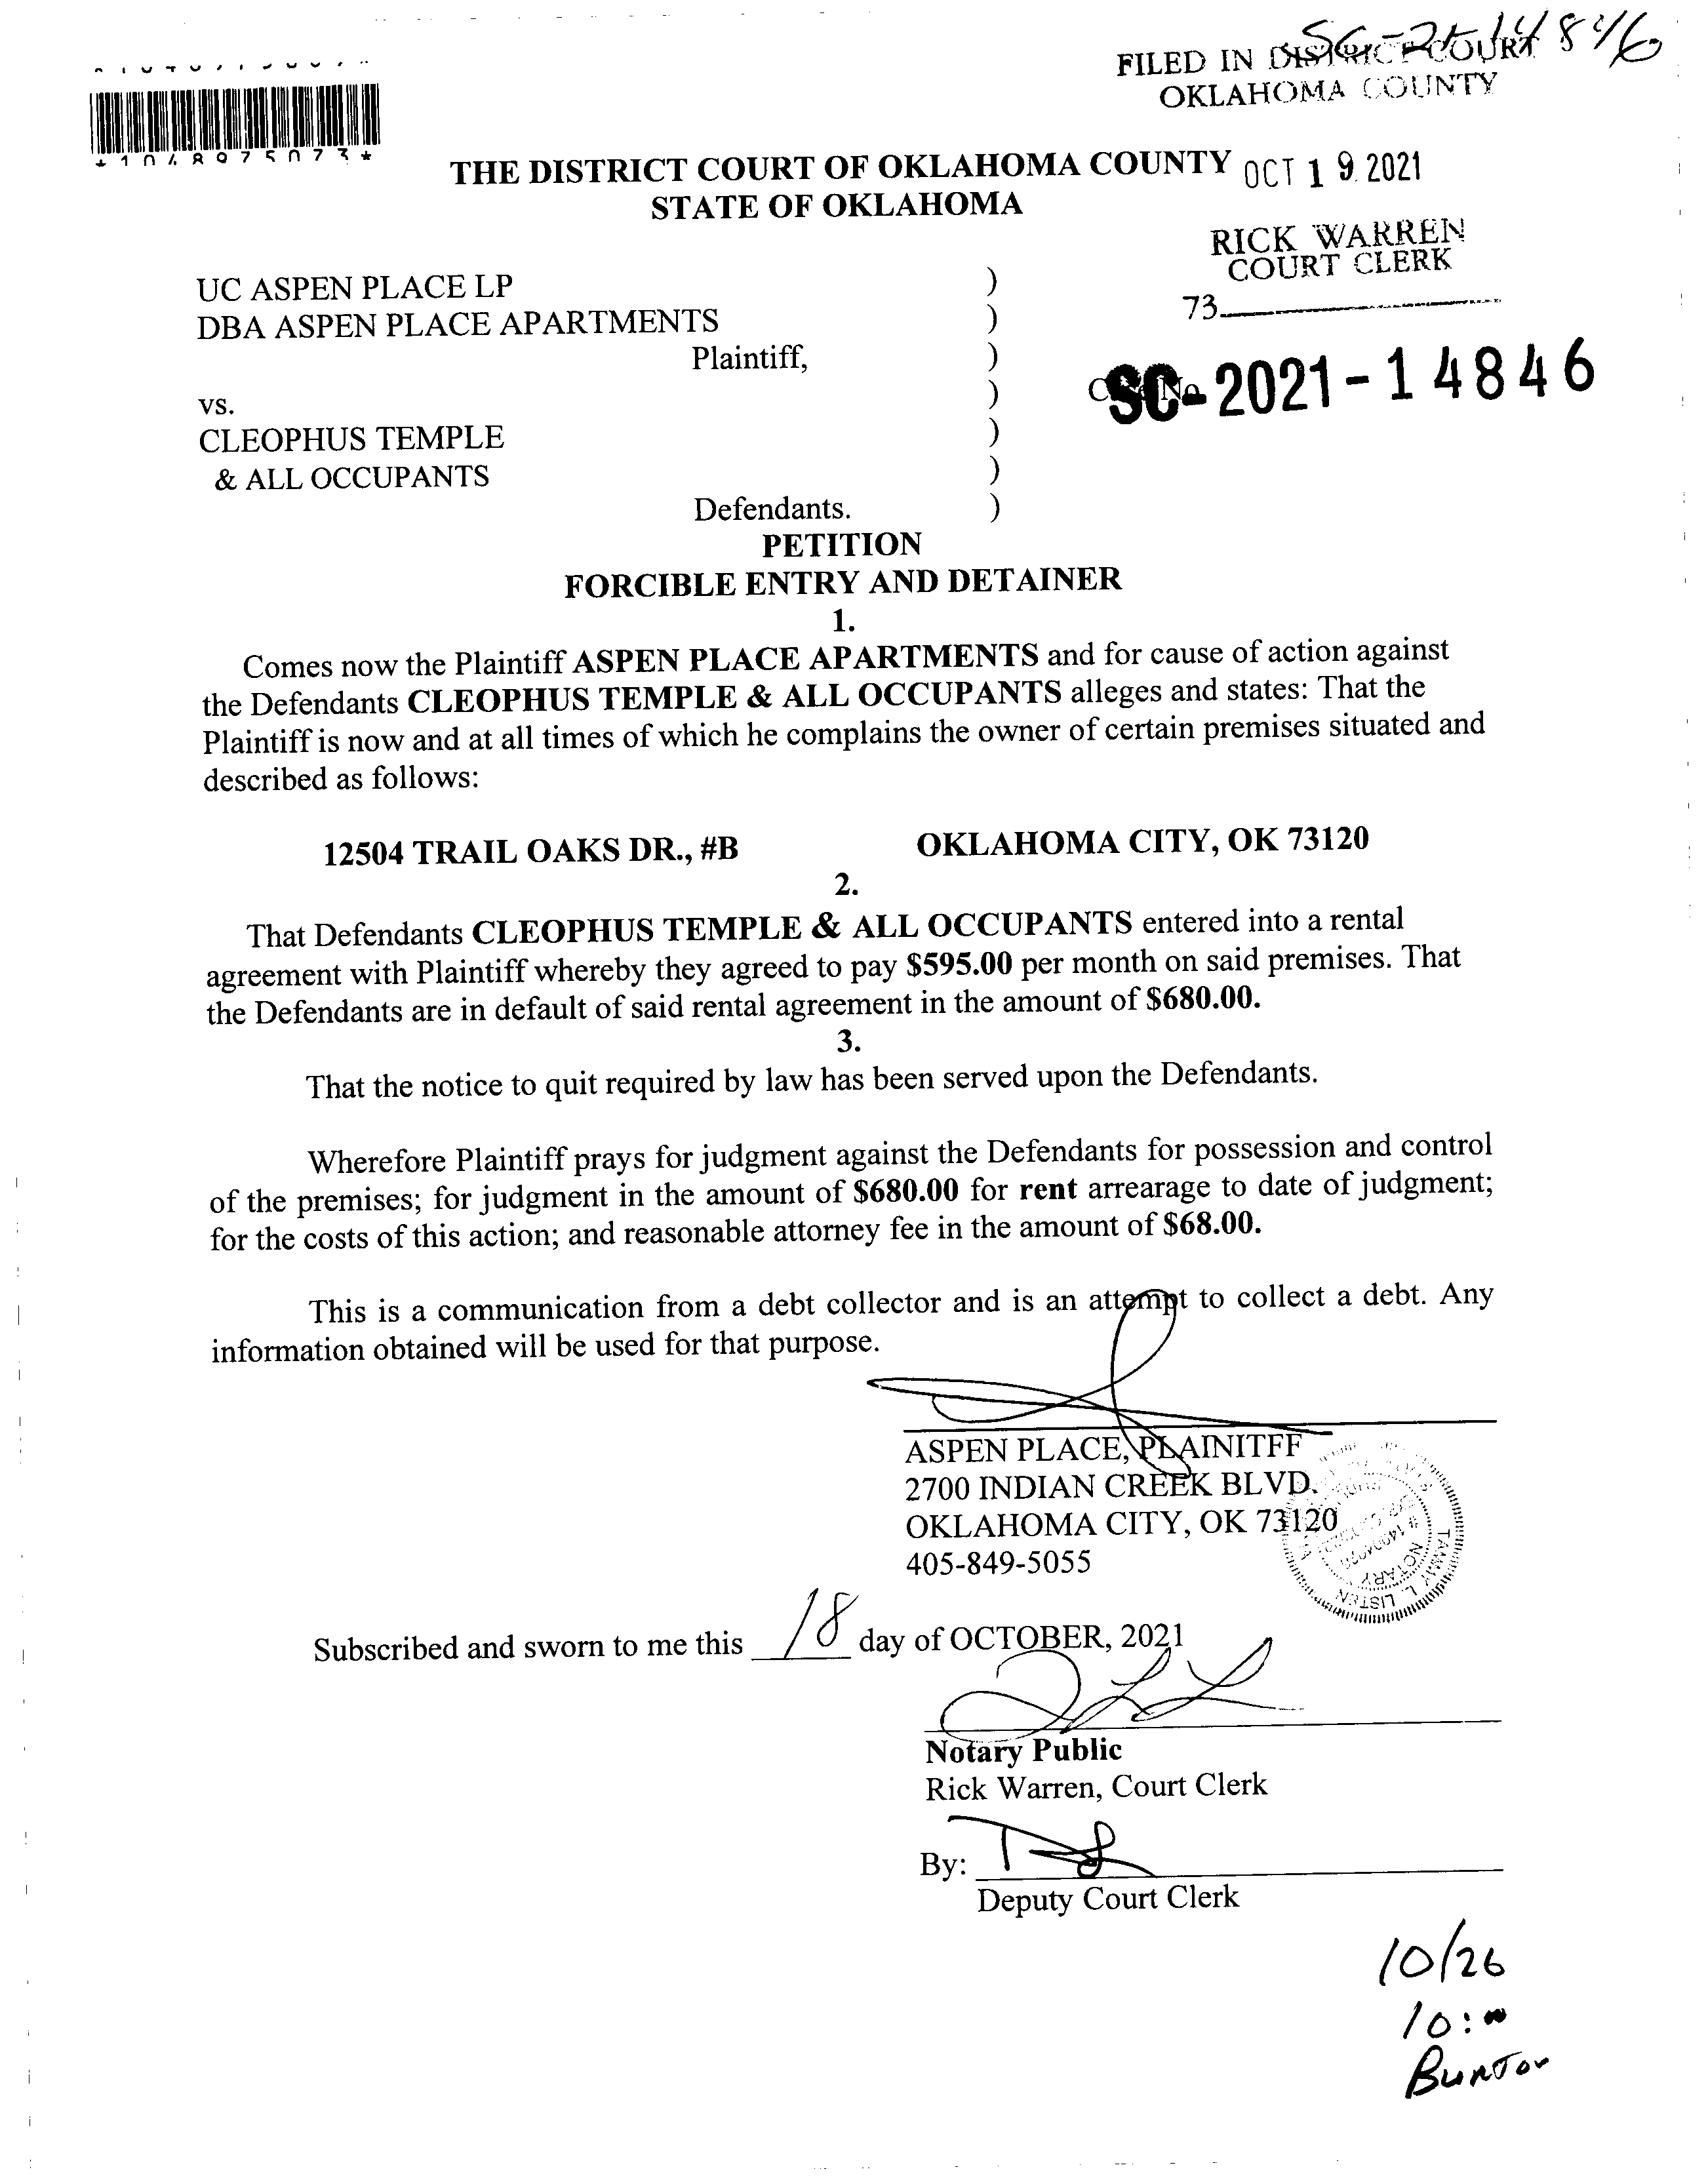 SC-21-14846
FILED IN DISTRICT COURT
OKLAHOMA COUNTY
*1048975073*
THE DISTRICT COURT OF OKLAHOMA COUNTY
STATE OF OKLAHOMA
OCT 19 2021
RICK WARREN
COURT CLERK
73
UC ASPEN PLACE LP )
DBA ASPEN PLACE APARTMENTS )
Plaintiff, )
SC-2021-14846
vs. )
CLEOPHUS TEMPLE )
& ALL OCCUPANTS )
Defendants. )
PETITION
FORCIBLE ENTRY AND DETAINER
1.
Comes now the Plaintiff ASPEN PLACE APARTMENTS and for cause of action against
the Defendants CLEOPHUS TEMPLE & ALL OCCUPANTS alleges and states: That the
Plaintiff is now and at all times of which he complains the owner of certain premises situated and
described as follows:
12504 TRAIL OAKS DR., #B OKLAHOMA CITY, OK 73120
2.
That Defendants CLEOPHUS TEMPLE & ALL OCCUPANTS entered into a rental
agreement with Plaintiff whereby they agreed to pay $595.00 per month on said premises. That
the Defendants are in default of said rental agreement in the amount of $680.00.
3.
That the notice to quit required by law has been served upon the Defendants.
Wherefore Plaintiff prays for judgment against the Defendants for possession and control
of the premises; for judgment in the amount of $680.00 for rent arrearage to date of judgment;
for the costs of this action; and reasonable attorney fee in the amount of $68.00.
This is a communication from a debt collector and is an attempt to collect a debt. Any
information obtained will be used for that purpose.
ASPEN PLACE, PLAINITFF
2700 INDIAN CREEK BLVD.
OKLAHOMA CITY, OK 73120
405-849-5055
TAMMY L. LISTEN
NOTARY
Subscribed and sworn to me this 18 day of OCTOBER, 2021
Notary Public
Rick Warren, Court Clerk
By:
Deputy Court Clerk
10/26
10:00
BURTON